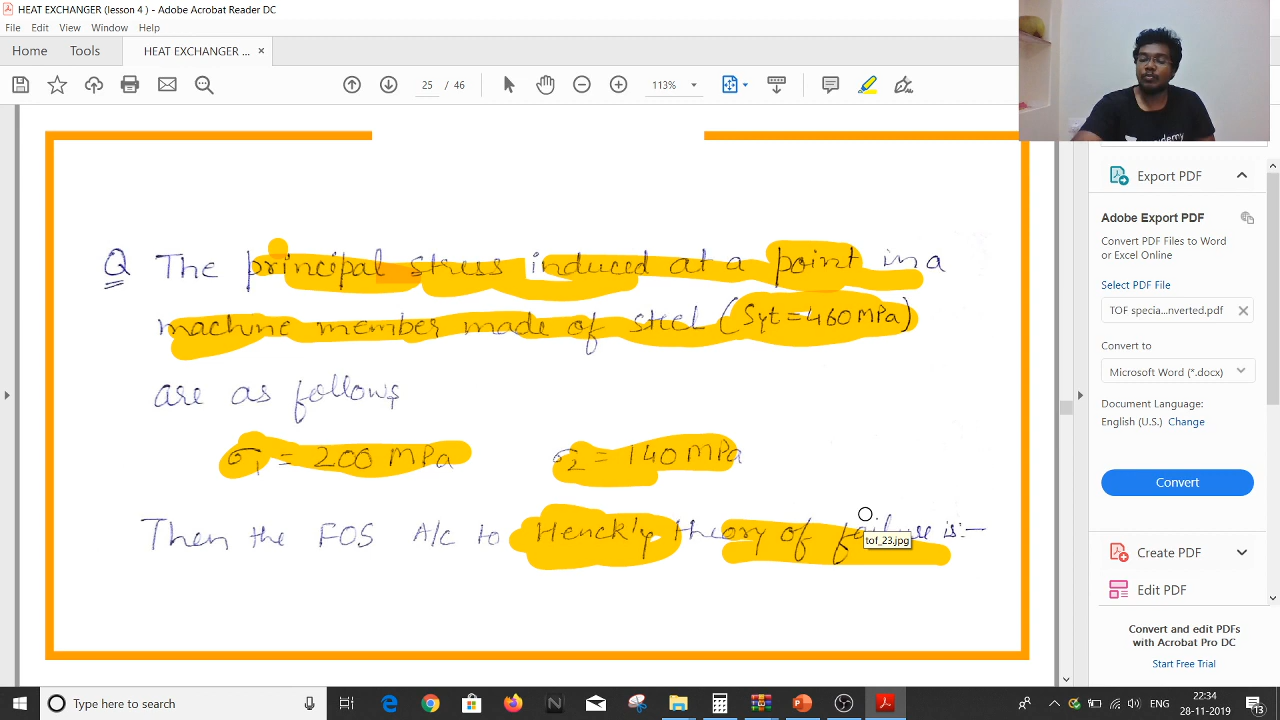 HEAT EXCHANGER (lesson 4 ) - Adobe Acrobat Reader DC
File Edit View Window Help
Home Tools HEAT EXCHANGER ... ×
25 / 46 113%
Q The principal stress induced at a point in a
machine member made of steel (Syt = 460 MPa)
are as follows
σ1 = 200 MPa σ2 = 140 MPa
Then the FOS A/c to Henck'y theory of failure is:-
tof_23.jpg
Export PDF
Adobe Export PDF
Convert PDF Files to Word
or Excel Online
Select PDF File
TOF specia...nverted.pdf
Convert to
Microsoft Word (*.docx)
Document Language:
English (U.S.) Change
Convert
Create PDF
Edit PDF
Convert and edit PDFs
with Acrobat Pro DC
Start Free Trial
Type here to search
ENG
22:34
28-11-2019